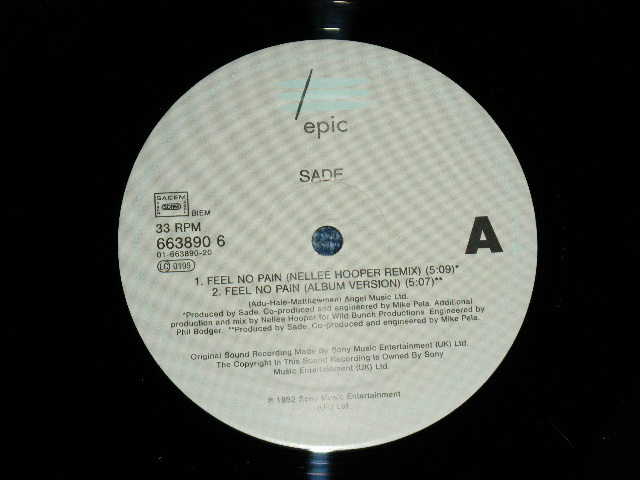 epic
SADE
SACEM
SDRM
BIEM
33 RPM
663890 6
01-663890-20
LC 0199
A
1. FEEL NO PAIN (NELLEE HOOPER REMIX) (5:09)*
2. FEEL NO PAIN (ALBUM VERSION) (5:07)**
(Adu-Hale-Matthewman) Angel Music Ltd.
*Produced by Sade. Co-produced and engineered by Mike Pela. Additional
production and mix by Nellee Hooper for Wild Bunch Productions. Engineered by
Phil Bodger. **Produced by Sade. Co-produced and engineered by Mike Pela.
Original Sound Recording Made By Sony Music Entertainment (UK) Ltd.
The Copyright In This Sound Recording Is Owned By Sony
Music Entertainment (UK) Ltd.
℗ 1992 Sony Music Entertainment
(UK) Ltd.